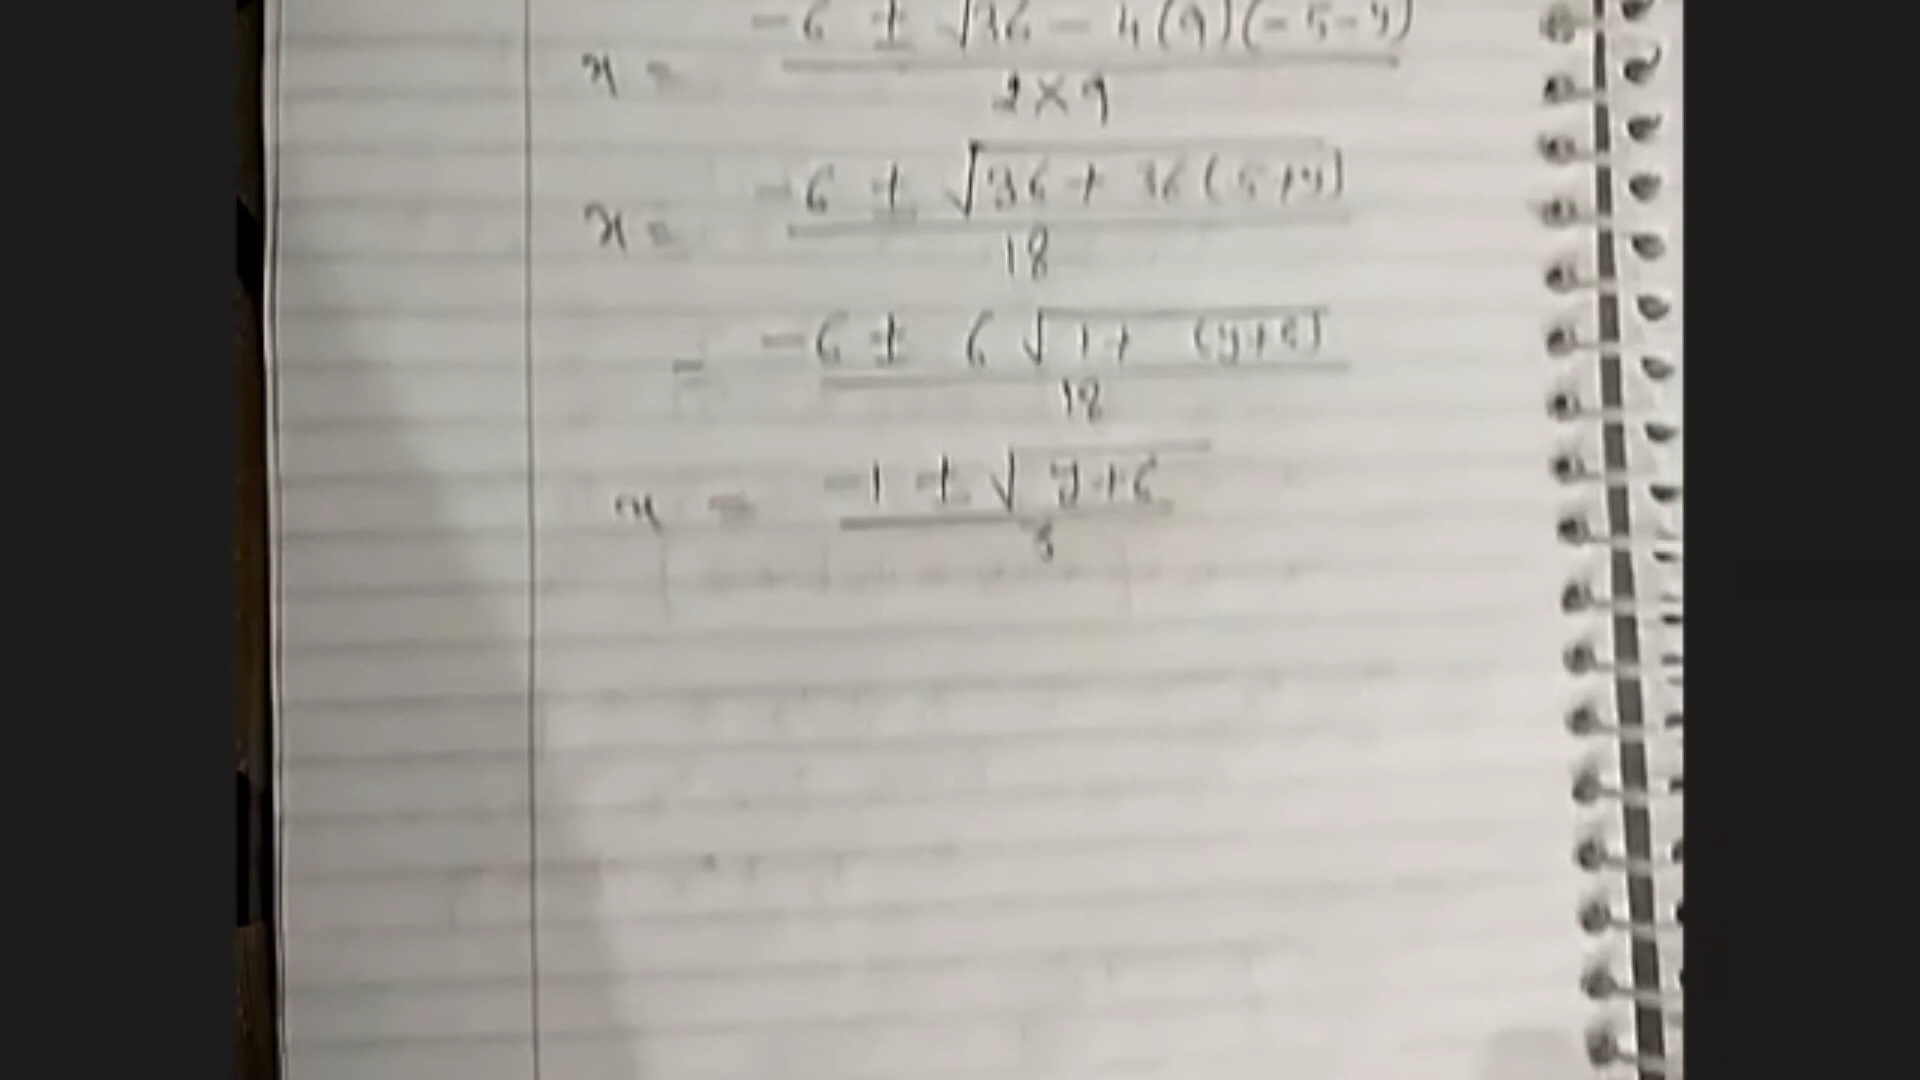 x = (-6 ± √36 - 4(9)(-5-y)) / (2×9)
x = (-6 ± √(36 + 36(5+y))) / 18
= (-6 ± 6√(1 + (y+5))) / 18
x = (-1 ± √(y+6)) / 3